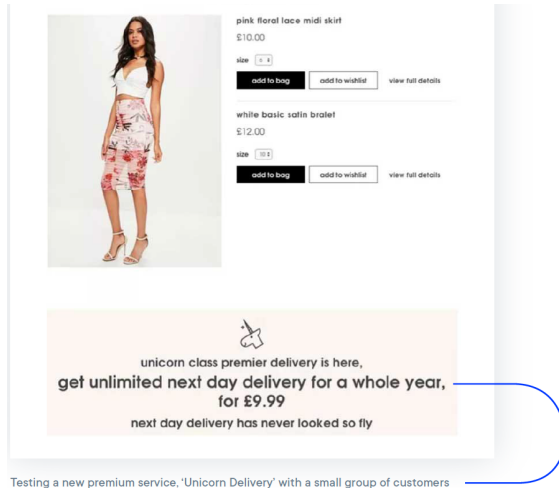 pink floral lace midi skirt
£10.00
size
add to bag
add to wishlist
view full details
white basic satin bralet
£12.00
size
add to bag
add to wishlist
view full details
unicorn class premier delivery is here,
get unlimited next day delivery for a whole year,
for £9.99
next day delivery has never looked so fly
Testing a new premium service, 'Unicorn Delivery' with a small group of customers